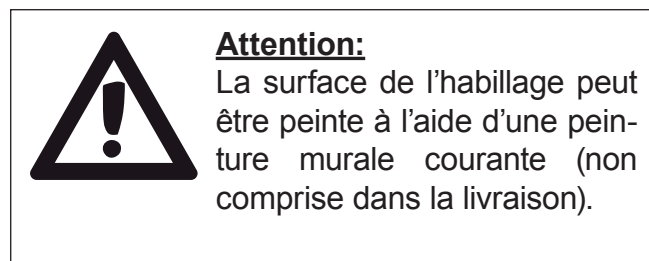 Attention:
La surface de l’habillage peut
être peinte à l’aide d’une pein-
ture murale courante (non
comprise dans la livraison).